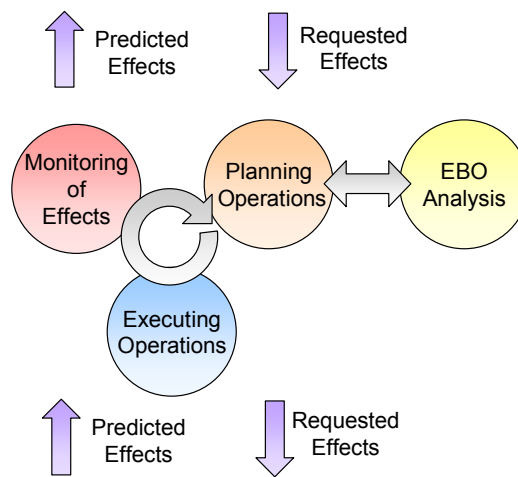 Predicted
Effects
Requested
Effects
Monitoring
of
Effects
Planning
Operations
EBO
Analysis
Executing
Operations
Predicted
Effects
Requested
Effects